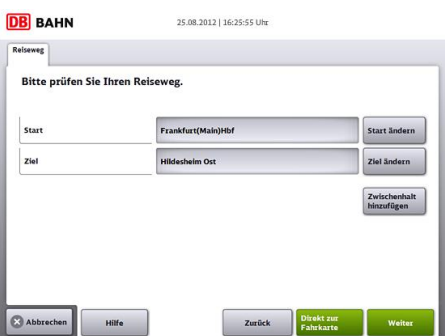 DB BAHN
25.08.2012 | 16:25:55 Uhr
Reiseweg
Bitte prüfen Sie Ihren Reiseweg.
Start Frankfurt(Main)Hbf Start ändern
Ziel Hildesheim Ost Ziel ändern
Zwischenhalt
hinzufügen
Abbrechen Hilfe Zurück Direkt zur
Fahrkarte Weiter